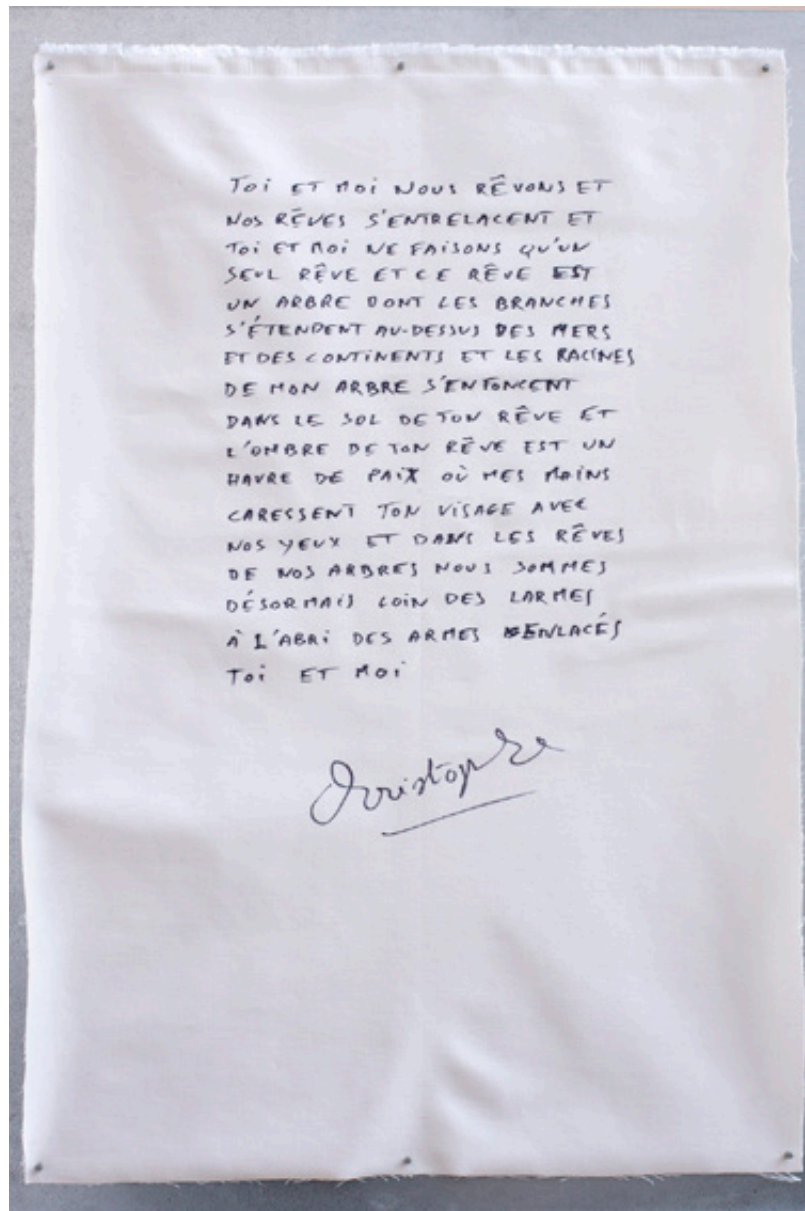 TOI ET MOI NOUS RÊVONS ET
NOS RÊVES S'ENTRELACENT ET
TOI ET MOI NE FAISONS QU'UN
SEUL RÊVE ET CE RÊVE EST
UN ARBRE DONT LES BRANCHES
S'ÉTENDENT AU-DESSUS DES MERS
ET DES CONTINENTS ET LES RACINES
DE MON ARBRE S'ENFONCENT
DANS LE SOL DE TON RÊVE ET
L'OMBRE DE TON RÊVE EST UN
HAVRE DE PAIX OÙ MES MAINS
CARESSENT TON VISAGE AVEC
NOS YEUX ET DANS LES RÊVES
DE NOS ARBRES NOUS SOMMES
DÉSORMAIS LOIN DES LARMES
À L'ABRI DES ARMES ENLACÉS
TOI ET MOI
Christophe